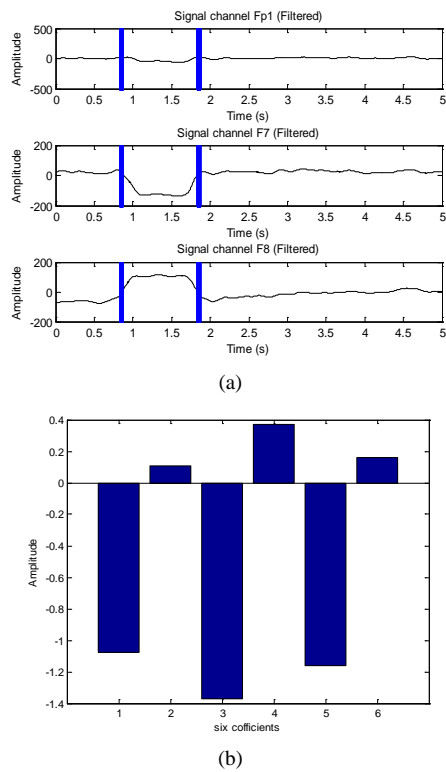 Signal channel Fp1 (Filtered)
Amplitude
500
0
-500
0 0.5 1 1.5 2 2.5 3 3.5 4 4.5 5
Time (s)
Signal channel F7 (Filtered)
Amplitude
200
0
-200
0 0.5 1 1.5 2 2.5 3 3.5 4 4.5 5
Time (s)
Signal channel F8 (Filtered)
Amplitude
200
0
-200
0 0.5 1 1.5 2 2.5 3 3.5 4 4.5 5
Time (s)
(a)
Amplitude
0.4
0.2
0
-0.2
-0.4
-0.6
-0.8
-1
-1.2
-1.4
1 2 3 4 5 6
six cofficients
(b)